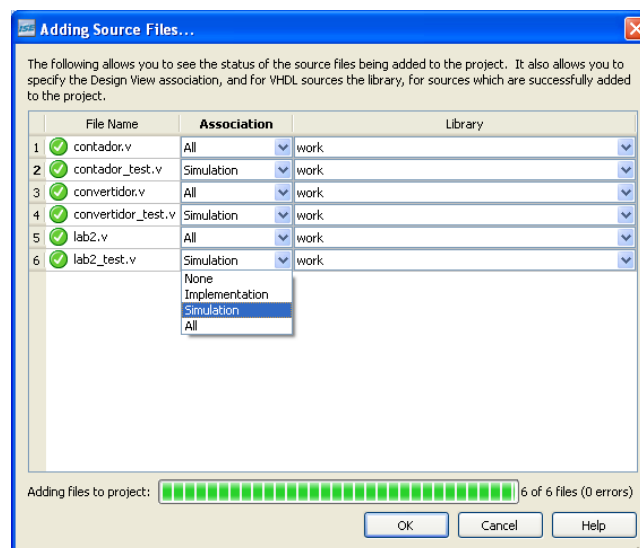 ISE Adding Source Files...
The following allows you to see the status of the source files being added to the project. It also allows you to
specify the Design View association, and for VHDL sources the library, for sources which are successfully added
to the project.
File Name Association Library
1 contador.v All work
2 contador_test.v Simulation work
3 convertidor.v All work
4 convertidor_test.v Simulation work
5 lab2.v All work
6 lab2_test.v Simulation work
None
Implementation
Simulation
All
Adding files to project: 6 of 6 files (0 errors)
OK Cancel Help